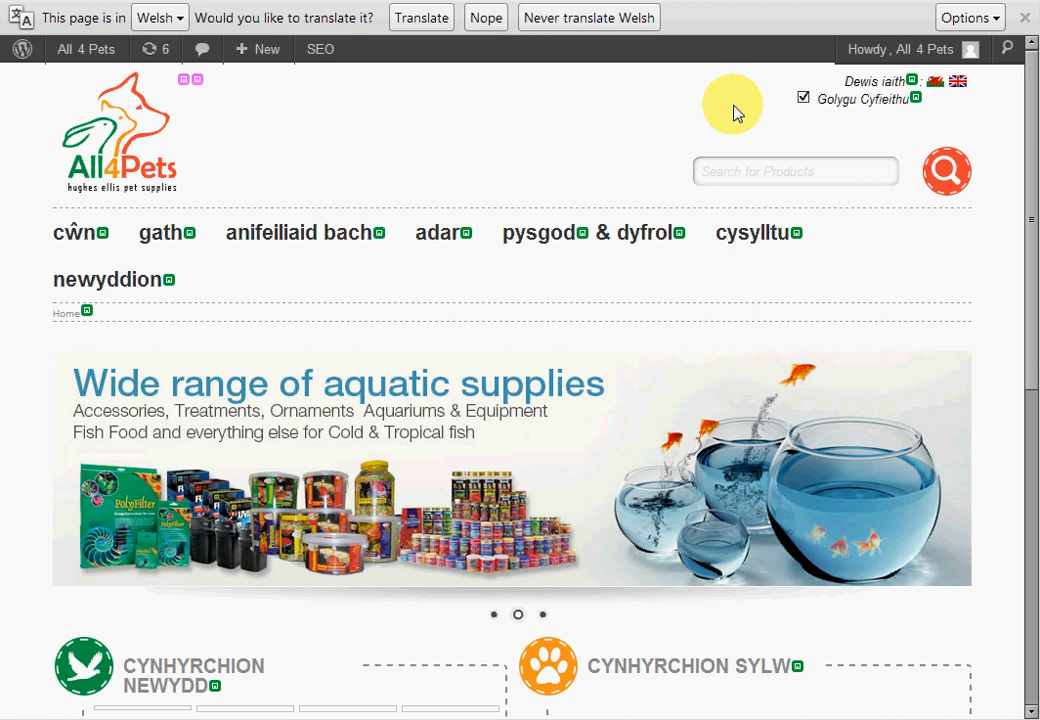 This page is in Welsh Would you like to translate it? Translate Nope Never translate Welsh Options
All 4 Pets 6 New SEO Howdy, All 4 Pets
Dewis iaith :
Golygu Cyfieithu
All4Pets
hughes ellis pet supplies
Search for Products
cŵn gath anifeiliaid bach adar pysgod & dyfrol cysylltu
newyddion
Home
Wide range of aquatic supplies
Accessories, Treatments, Ornaments Aquariums & Equipment
Fish Food and everything else for Cold & Tropical fish
PolyFilter
CYNHYRCHION
NEWYDD
CYNHYRCHION SYLW